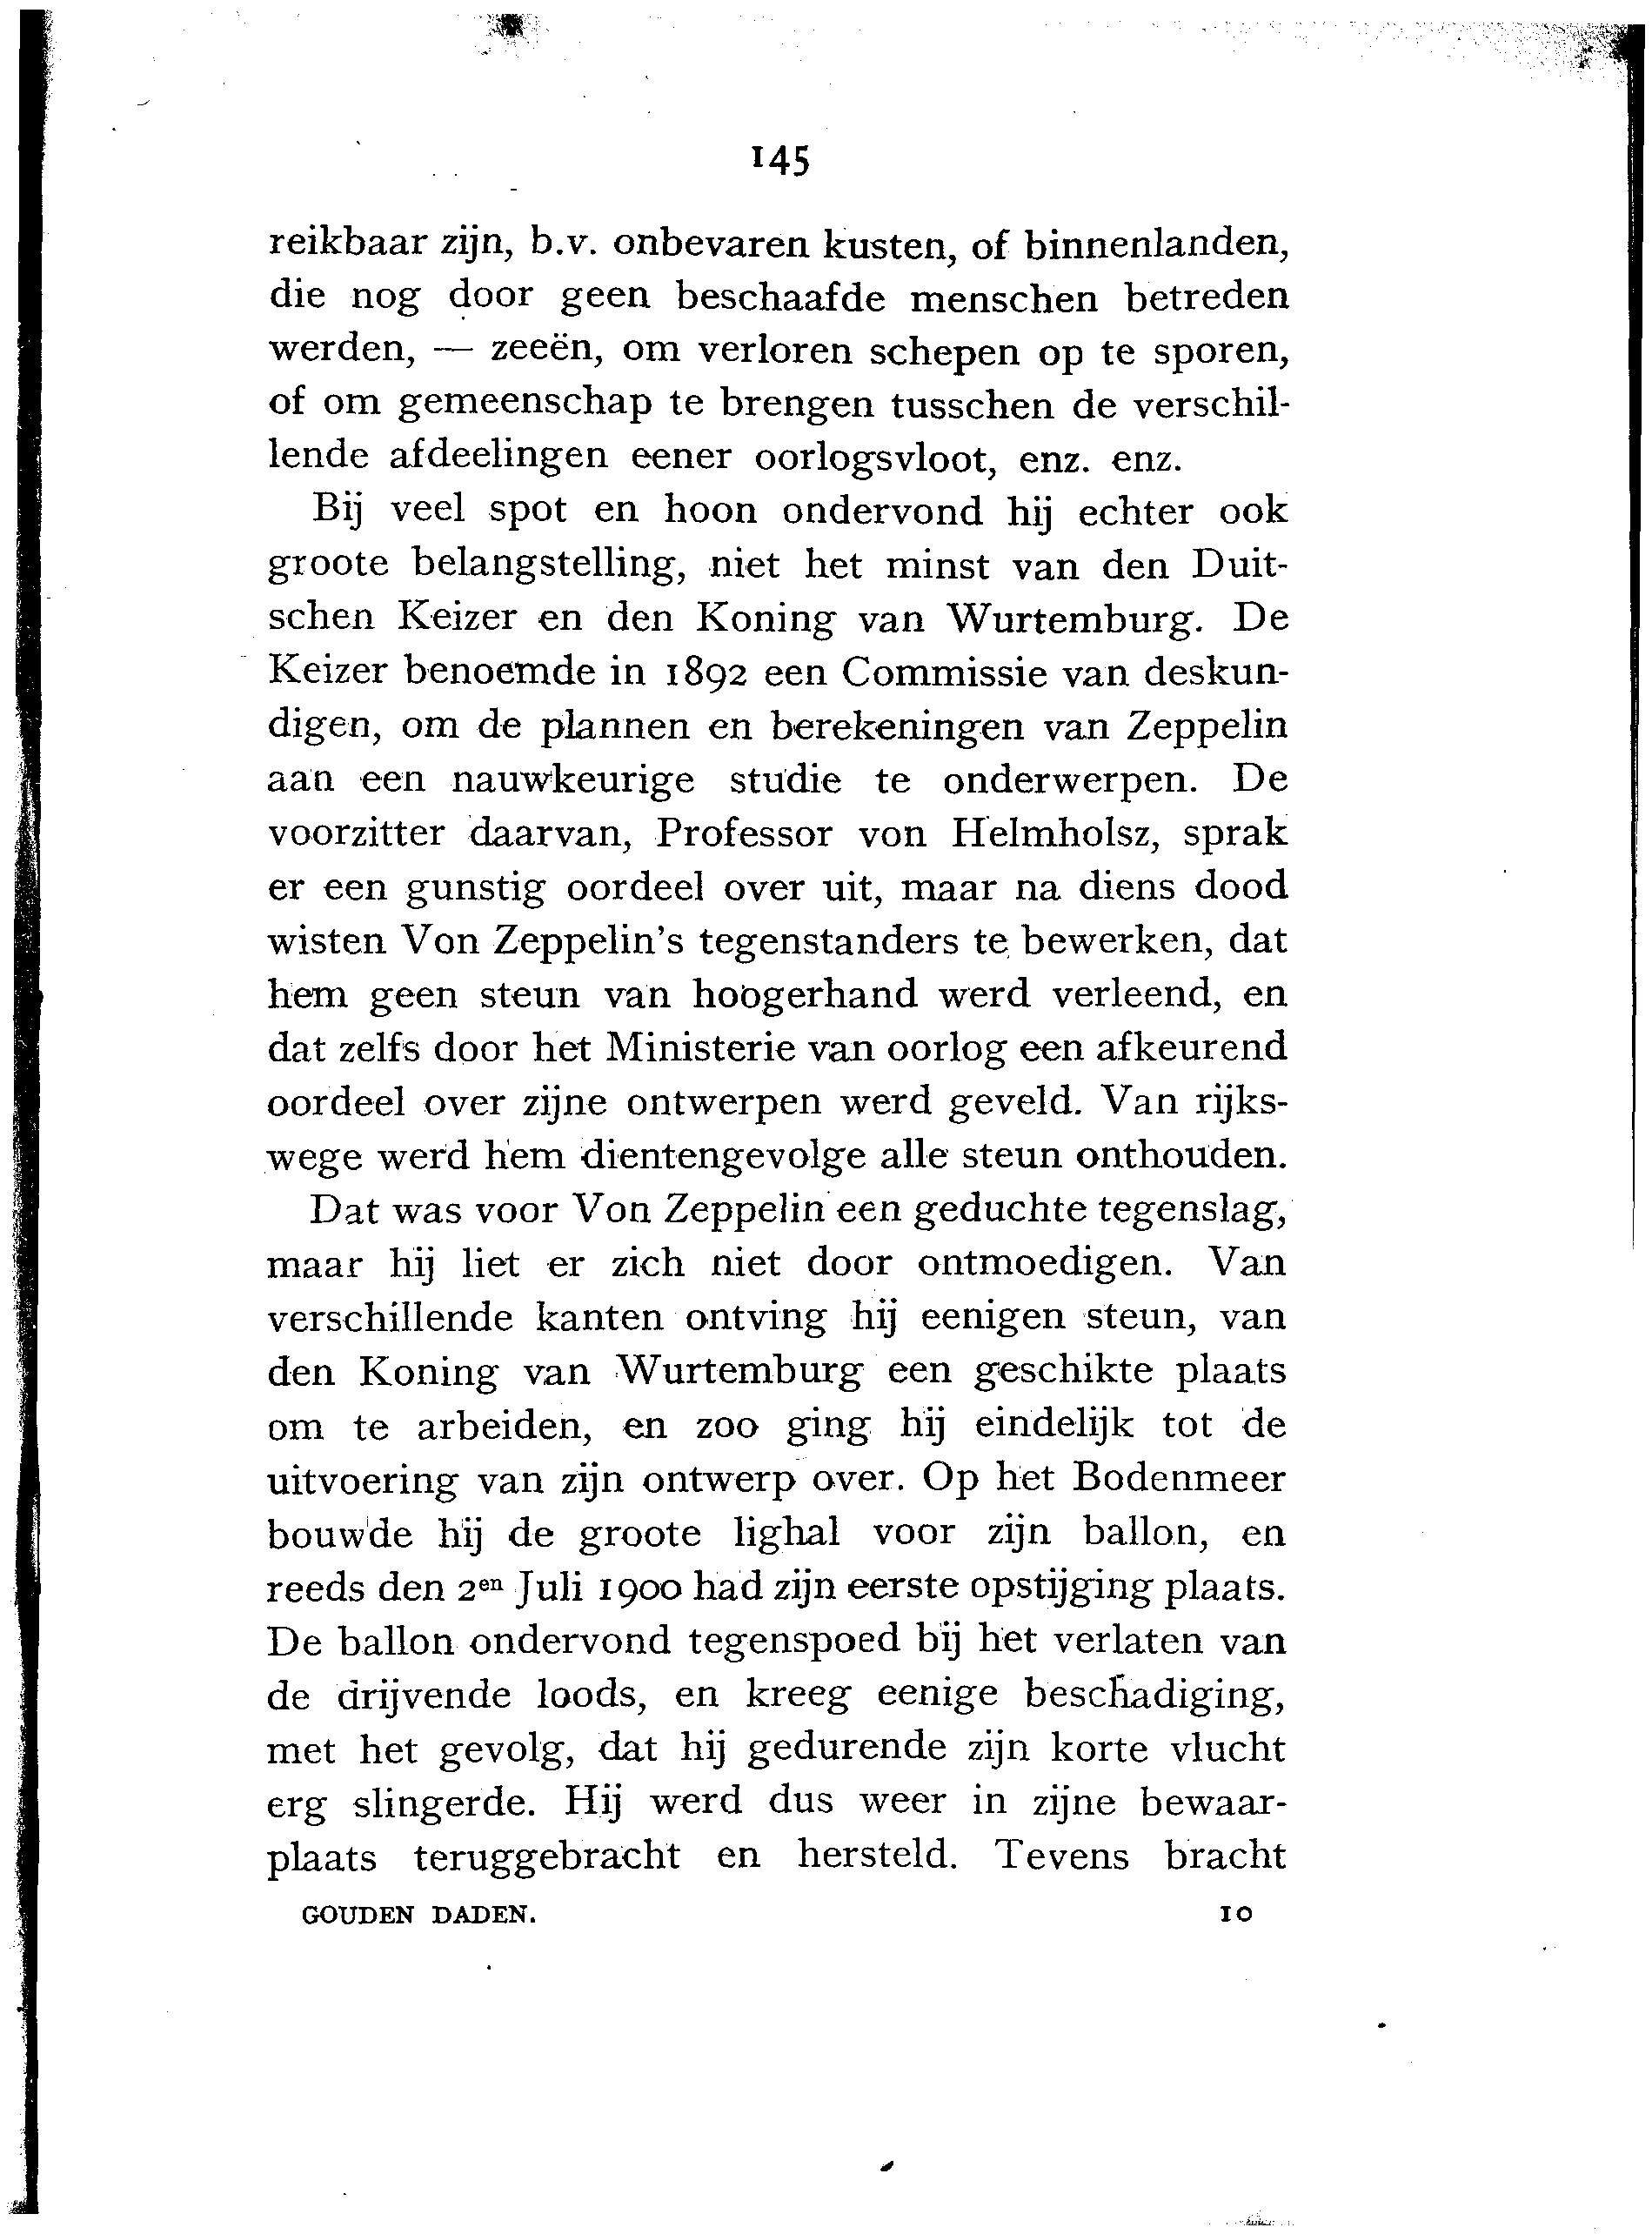 145
reikbaar zijn, b.v. onbevaren kusten, of binnenlanden,
die nog door geen beschaafde menschen betreden
werden, — zeeën, om verloren schepen op te sporen,
of om gemeenschap te brengen tusschen de verschil-
lende afdeelingen eener oorlogsvloot, enz. enz.
Bij veel spot en hoon ondervond hij echter ook
groote belangstelling, niet het minst van den Duit-
schen Keizer en den Koning van Wurtemburg. De
Keizer benoemde in 1892 een Commissie van deskun-
digen, om de plannen en berekeningen van Zeppelin
aan een nauwkeurige studie te onderwerpen. De
voorzitter daarvan, Professor von Helmholsz, sprak
er een gunstig oordeel over uit, maar na diens dood
wisten Von Zeppelin's tegenstanders te bewerken, dat
hem geen steun van hoogerhand werd verleend, en
dat zelfs door het Ministerie van oorlog een afkeurend
oordeel over zijne ontwerpen werd geveld. Van rijks-
wege werd hem dientengevolge alle steun onthouden.
Dat was voor Von Zeppelin een geduchte tegenslag,
maar hij liet er zich niet door ontmoedigen. Van
verschillende kanten ontving hij eenigen steun, van
den Koning van Wurtemburg een geschikte plaats
om te arbeiden, en zoo ging hij eindelijk tot de
uitvoering van zijn ontwerp over. Op het Bodenmeer
bouwde hij de groote lighal voor zijn ballon, en
reeds den 2en Juli 1900 had zijn eerste opstijging plaats.
De ballon ondervond tegenspoed bij het verlaten van
de drijvende loods, en kreeg eenige beschadiging,
met het gevolg, dat hij gedurende zijn korte vlucht
erg slingerde. Hij werd dus weer in zijne bewaar-
plaats teruggebracht en hersteld. Tevens bracht
GOUDEN DADEN. 10